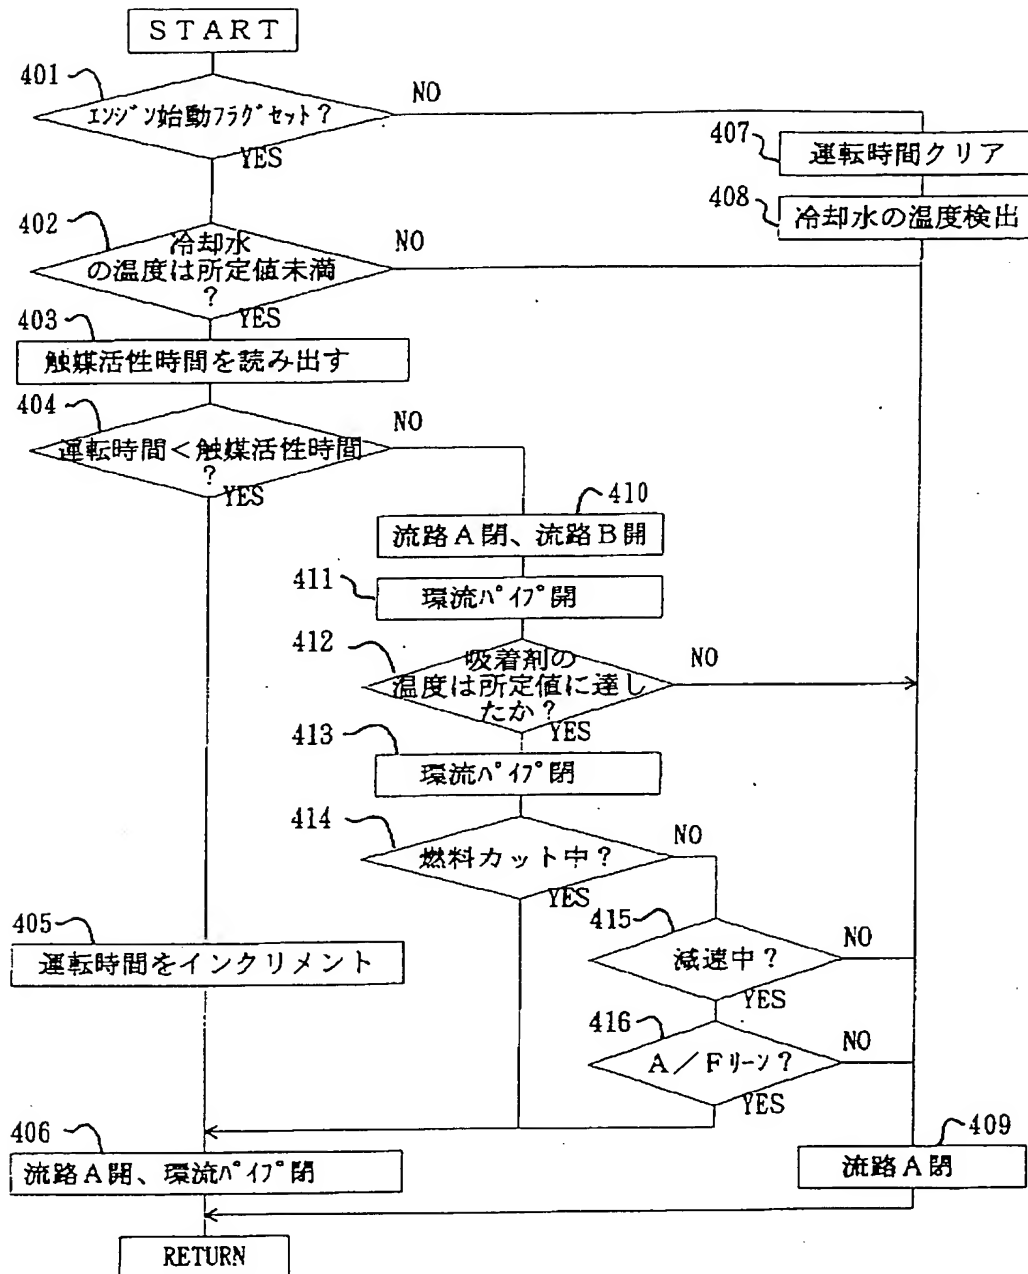 START
401
エンジン始動フラグセット?
NO
YES
407
運転時間クリア
408
冷却水の温度検出
402
冷却水
の温度は所定値未満
?
NO
YES
403
触媒活性時間を読み出す
404
運転時間<触媒活性時間
?
NO
YES
410
流路A閉、流路B開
411
環流パイプ開
412
吸着剤の
温度は所定値に達し
たか?
NO
YES
413
環流パイプ閉
414
燃料カット中?
NO
YES
405
運転時間をインクリメント
415
減速中?
NO
YES
416
A/Fリーン?
NO
YES
406
流路A開、環流パイプ閉
409
流路A閉
RETURN